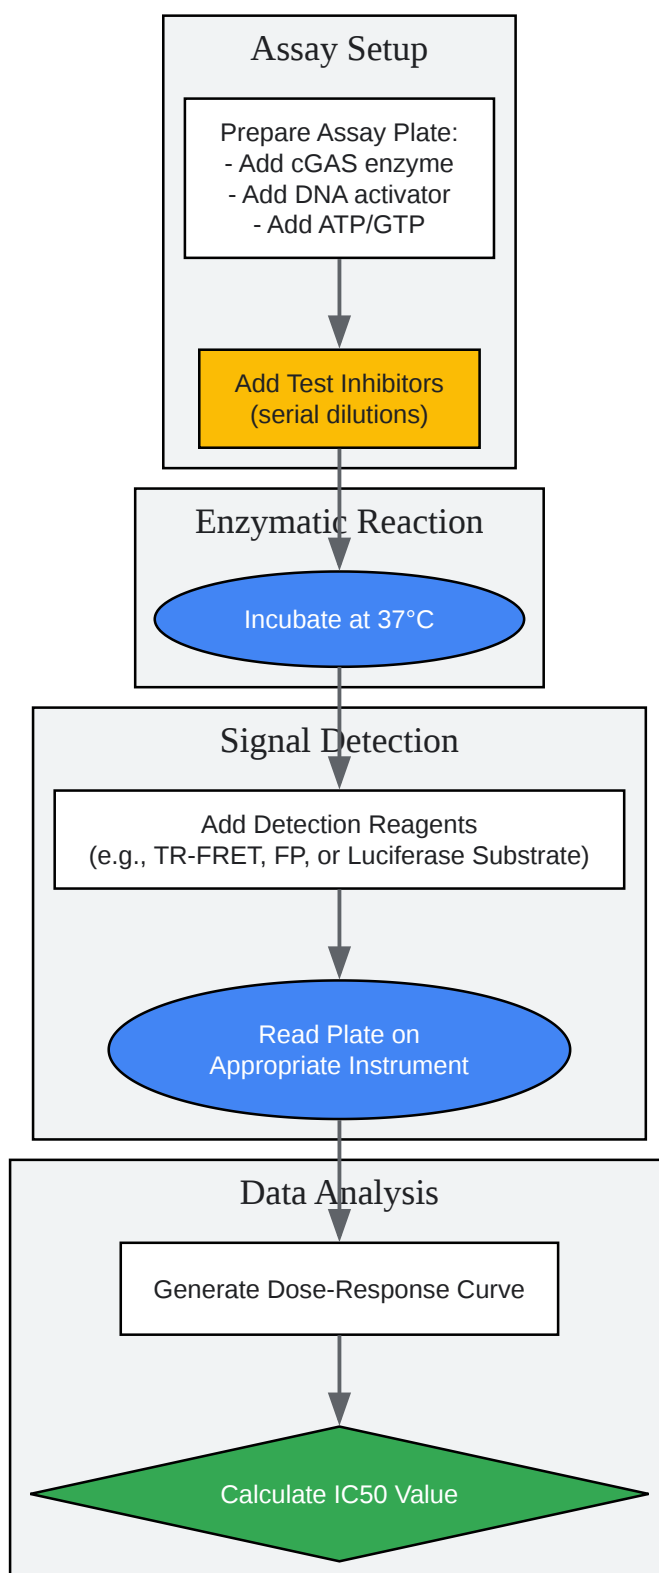 Assay Setup
Prepare Assay Plate:
- Add cGAS enzyme
- Add DNA activator
- Add ATP/GTP
Add Test Inhibitors
(serial dilutions)
Enzymatic Reaction
Incubate at 37°C
Signal Detection
Add Detection Reagents
(e.g., TR-FRET, FP, or Luciferase Substrate)
Read Plate on
Appropriate Instrument
Data Analysis
Generate Dose-Response Curve
Calculate IC50 Value